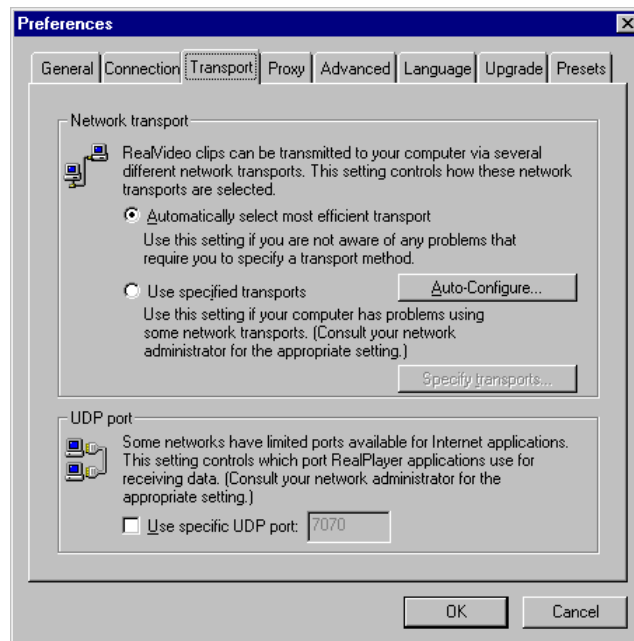 Preferences
General Connection Transport Proxy Advanced Language Upgrade Presets
Network transport
RealVideo clips can be transmitted to your computer via several
different network transports. This setting controls how these network
transports are selected.
Automatically select most efficient transport
Use this setting if you are not aware of any problems that
require you to specify a transport method.
Use specified transports
Auto-Configure...
Use this setting if your computer has problems using
some network transports. (Consult your network
administrator for the appropriate setting.)
Specify transports...
UDP port
Some networks have limited ports available for Internet applications.
This setting controls which port RealPlayer applications use for
receiving data. (Consult your network administrator for the
appropriate setting.)
Use specific UDP port: 7070
OK Cancel